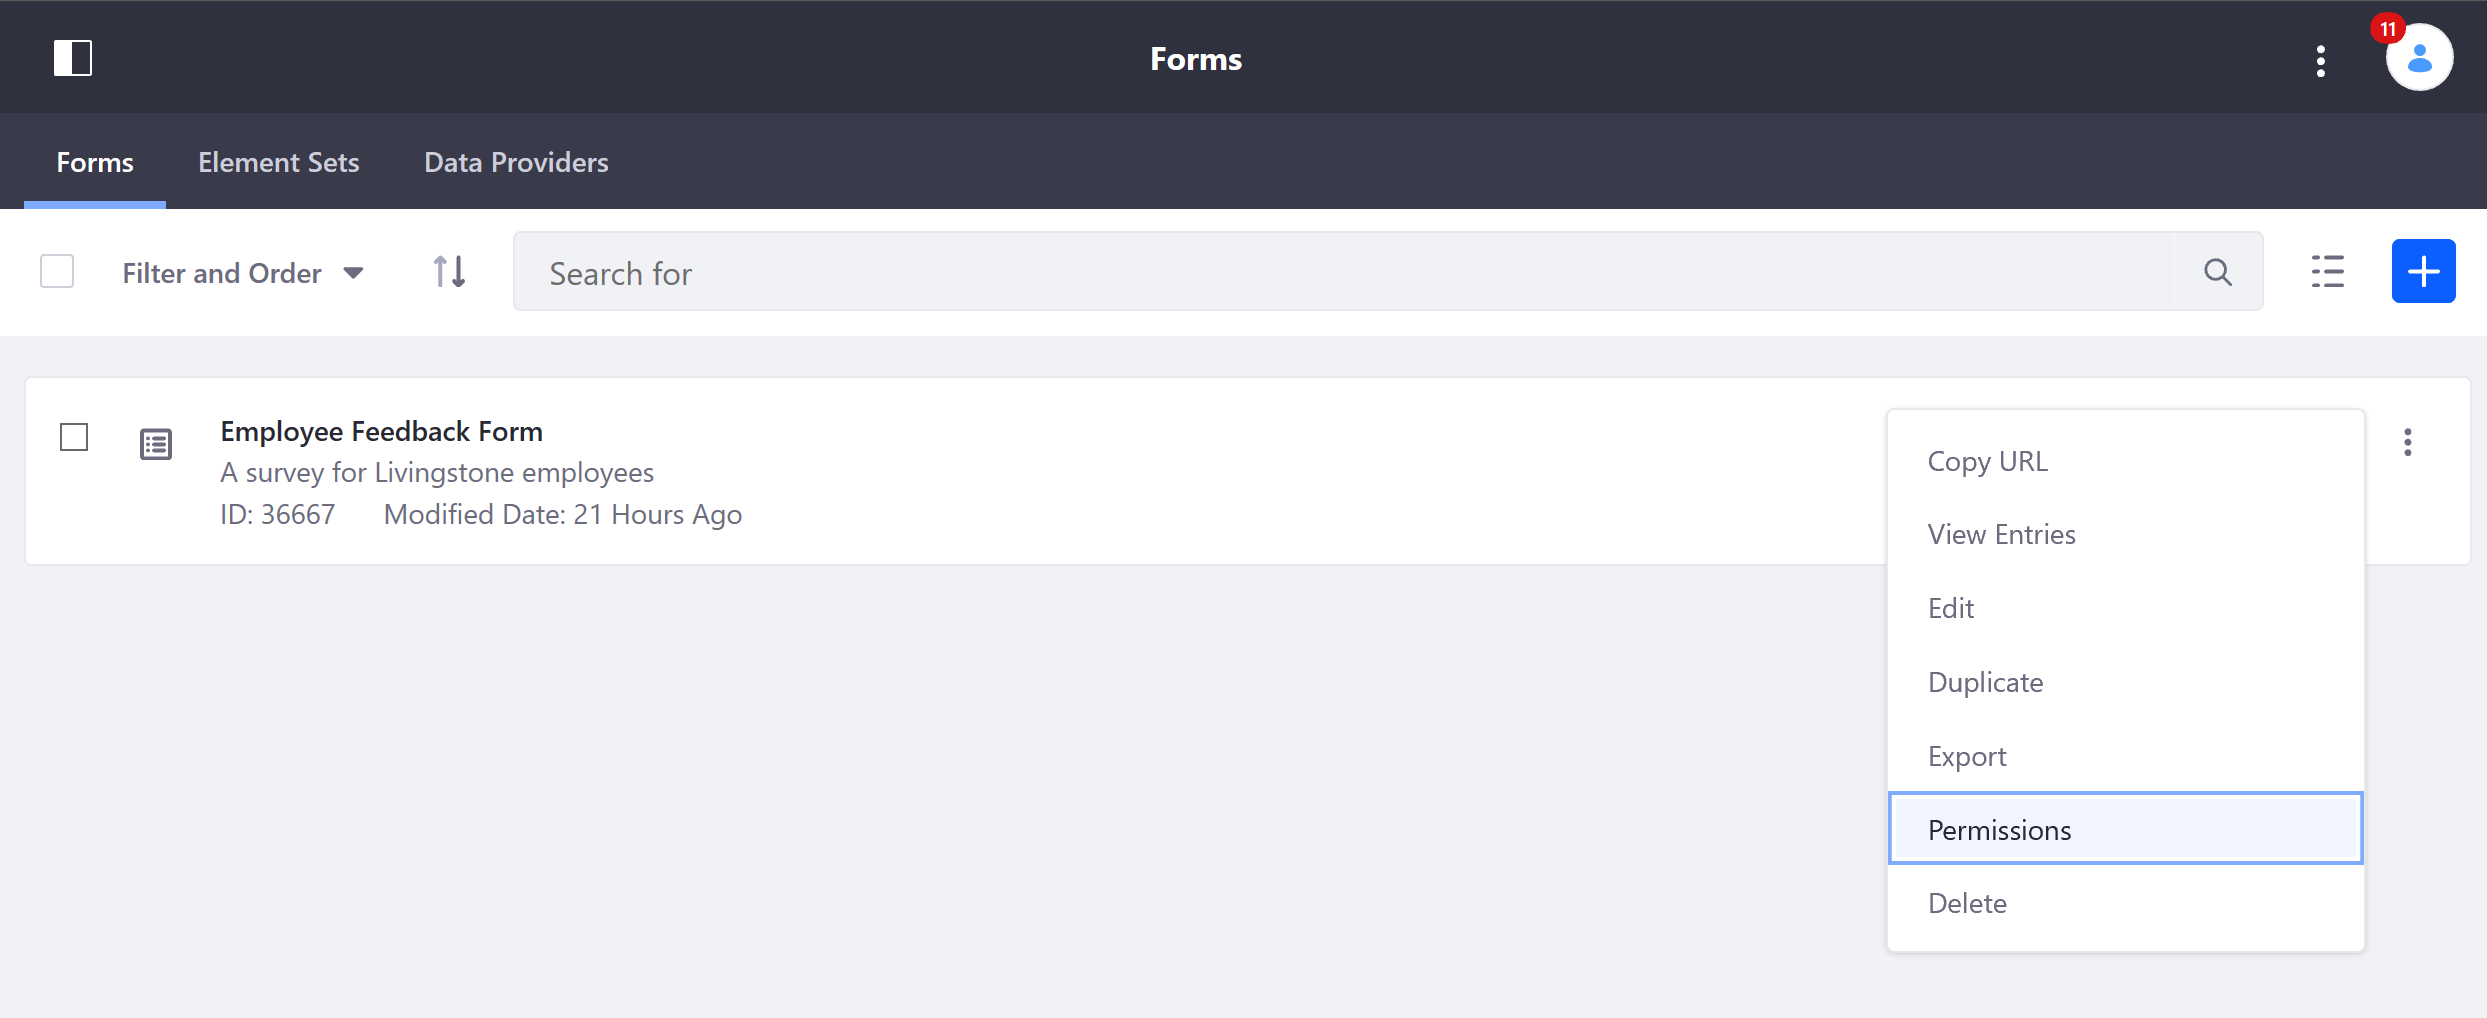 Forms
11
Forms
Element Sets
Data Providers
Filter and Order
Search for
Employee Feedback Form
A survey for Livingstone employees
ID: 36667
Modified Date: 21 Hours Ago
Copy URL
View Entries
Edit
Duplicate
Export
Permissions
Delete